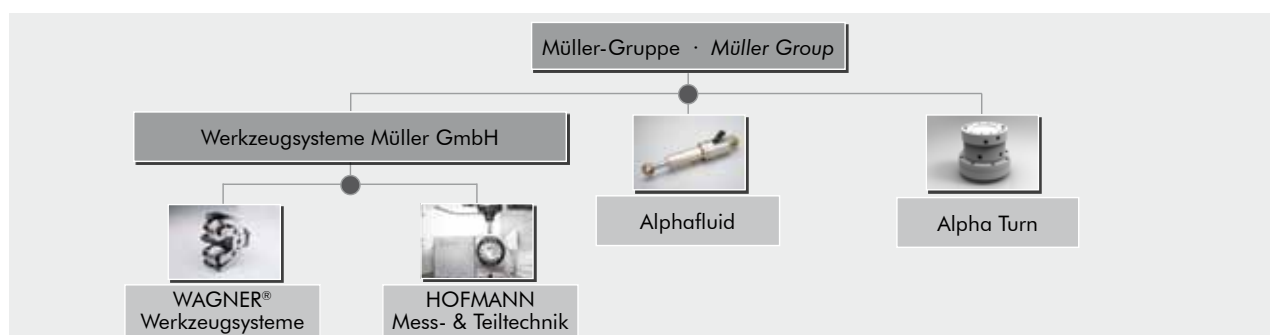 Müller-Gruppe · Müller Group
Werkzeugsysteme Müller GmbH
Alphafluid
Alpha Turn
WAGNER®
Werkzeugsysteme
HOFMANN
Mess- & Teiltechnik